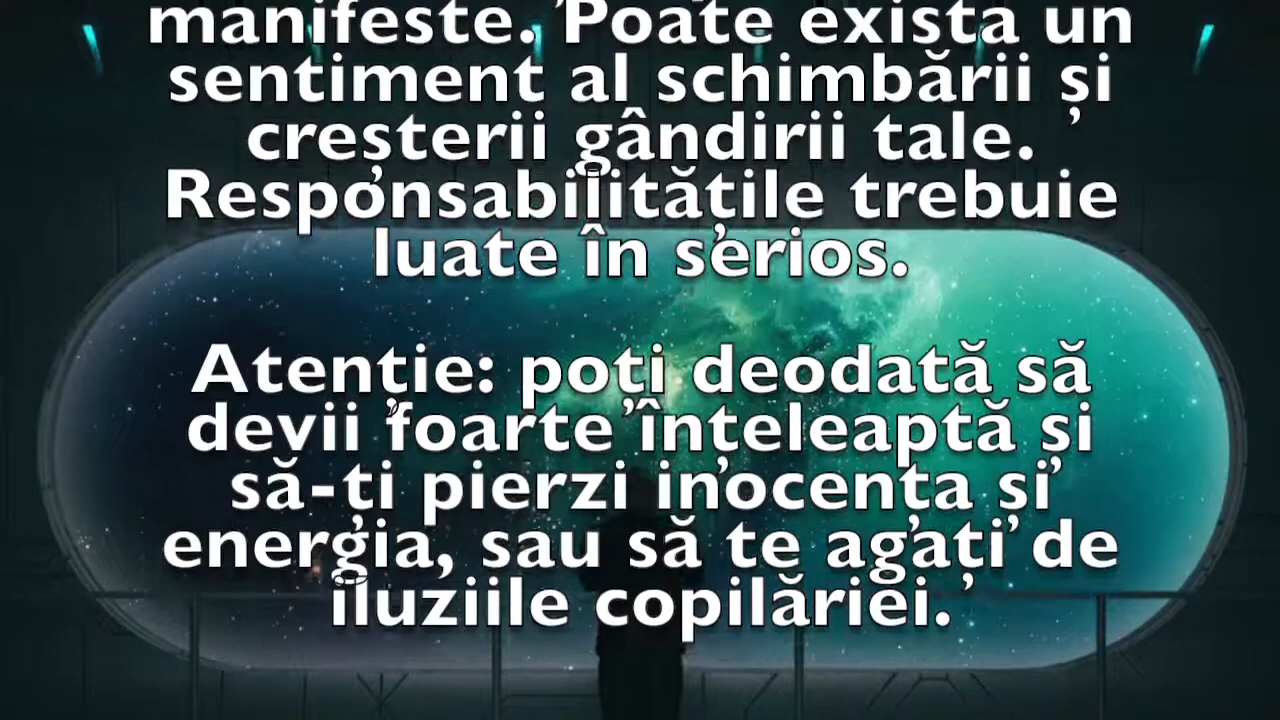 manifeste. Poate exista un
sentiment al schimbării și
creșterii gândirii tale.
Responsabilitățile trebuie
luate în serios.
Atenție: poți deodată să
devii foarte înțeleaptă și
să-ți pierzi inocența și
energia, sau să te agați de
iluziile copilăriei.